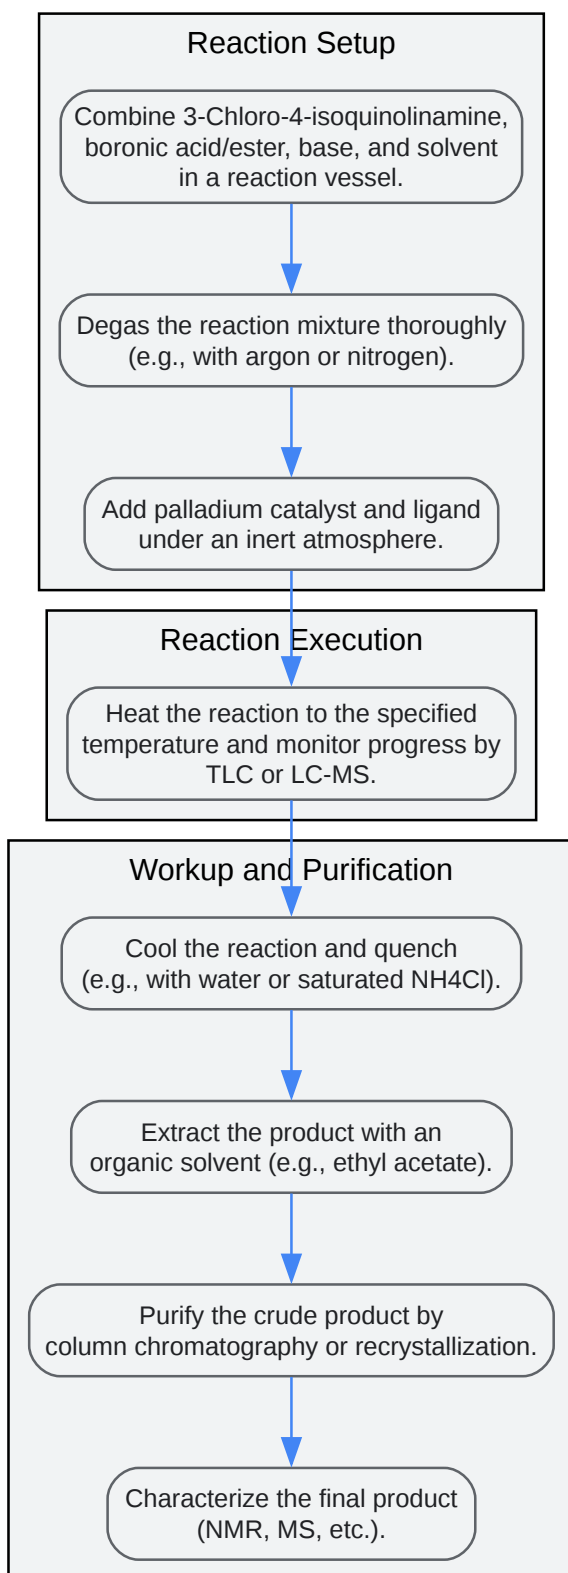 Reaction Setup
Combine 3-Chloro-4-isoquinolinamine,
boronic acid/ester, base, and solvent
in a reaction vessel.
Degas the reaction mixture thoroughly
(e.g., with argon or nitrogen).
Add palladium catalyst and ligand
under an inert atmosphere.
Reaction Execution
Heat the reaction to the specified
temperature and monitor progress by
TLC or LC-MS.
Workup and Purification
Cool the reaction and quench
(e.g., with water or saturated NH4Cl).
Extract the product with an
organic solvent (e.g., ethyl acetate).
Purify the crude product by
column chromatography or recrystallization.
Characterize the final product
(NMR, MS, etc.).